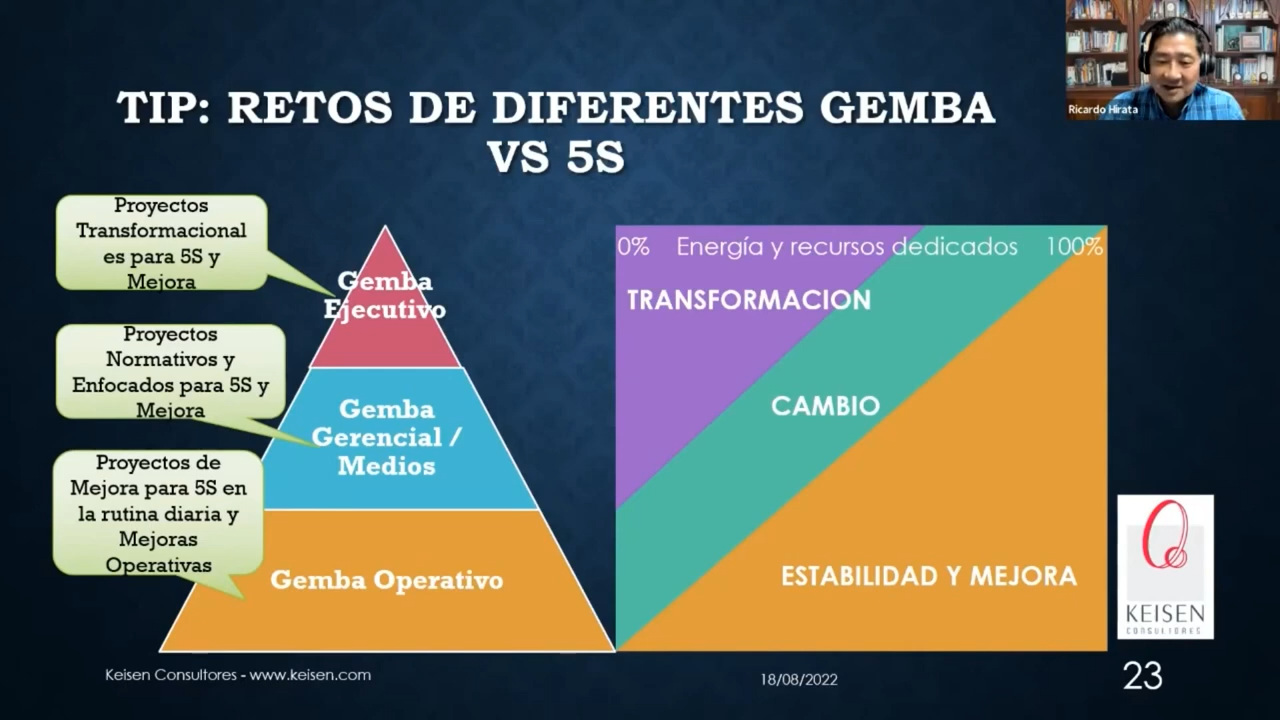 TIP: RETOS DE DIFERENTES GEMBA
VS 5S
Ricardo Hirata
Proyectos
Transformacional
es para 5S y
Mejora
Proyectos
Normativos y
Enfocados para 5S y
Mejora
Proyectos de
Mejora para 5S en
la rutina diaria y
Mejoras
Operativas
Gemba
Ejecutivo
Gemba
Gerencial /
Medios
Gemba Operativo
0% Energía y recursos dedicados 100%
TRANSFORMACION
CAMBIO
ESTABILIDAD Y MEJORA
KEISEN
CONSULTORES
Keisen Consultores - www.keisen.com
18/08/2022
23